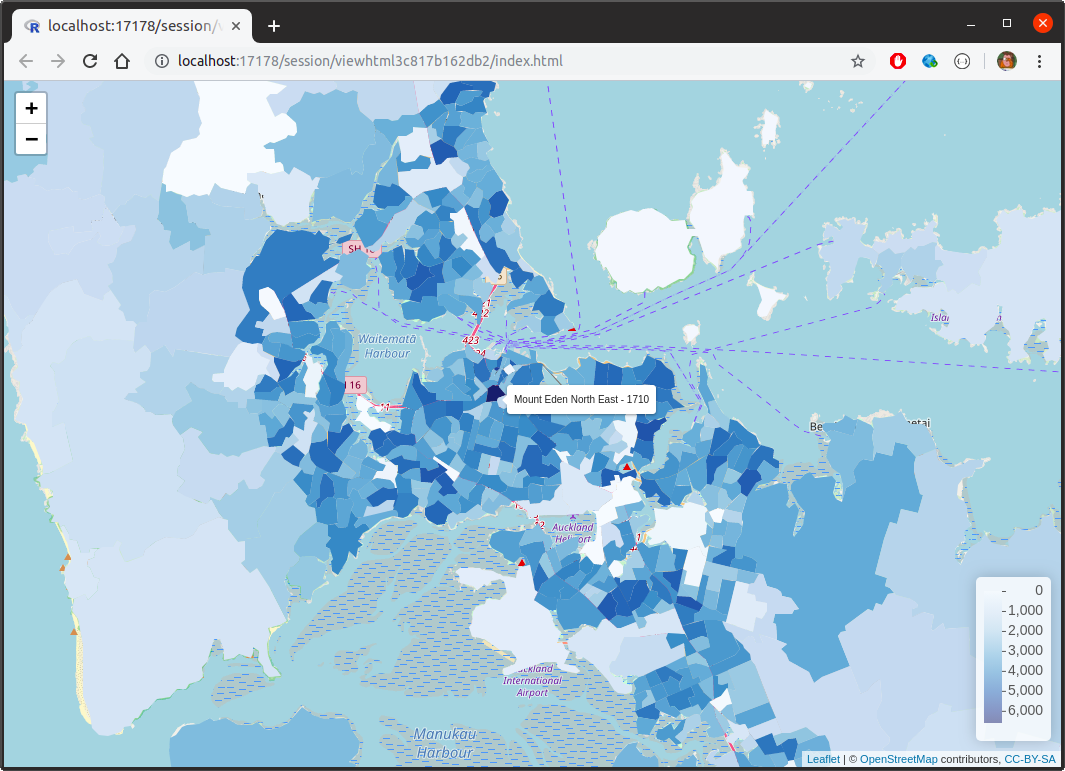 localhost:17178/session/
localhost:17178/session/viewhtml3c817b162db2/index.html
+
−
SH
Waitematā
Harbour
423
16
11
Mount Eden North East - 1710
Auckland
International
Airport
Auckland
Manukau
Harbour
0
1,000
2,000
3,000
4,000
5,000
6,000
Leaflet | © OpenStreetMap contributors, CC-BY-SA